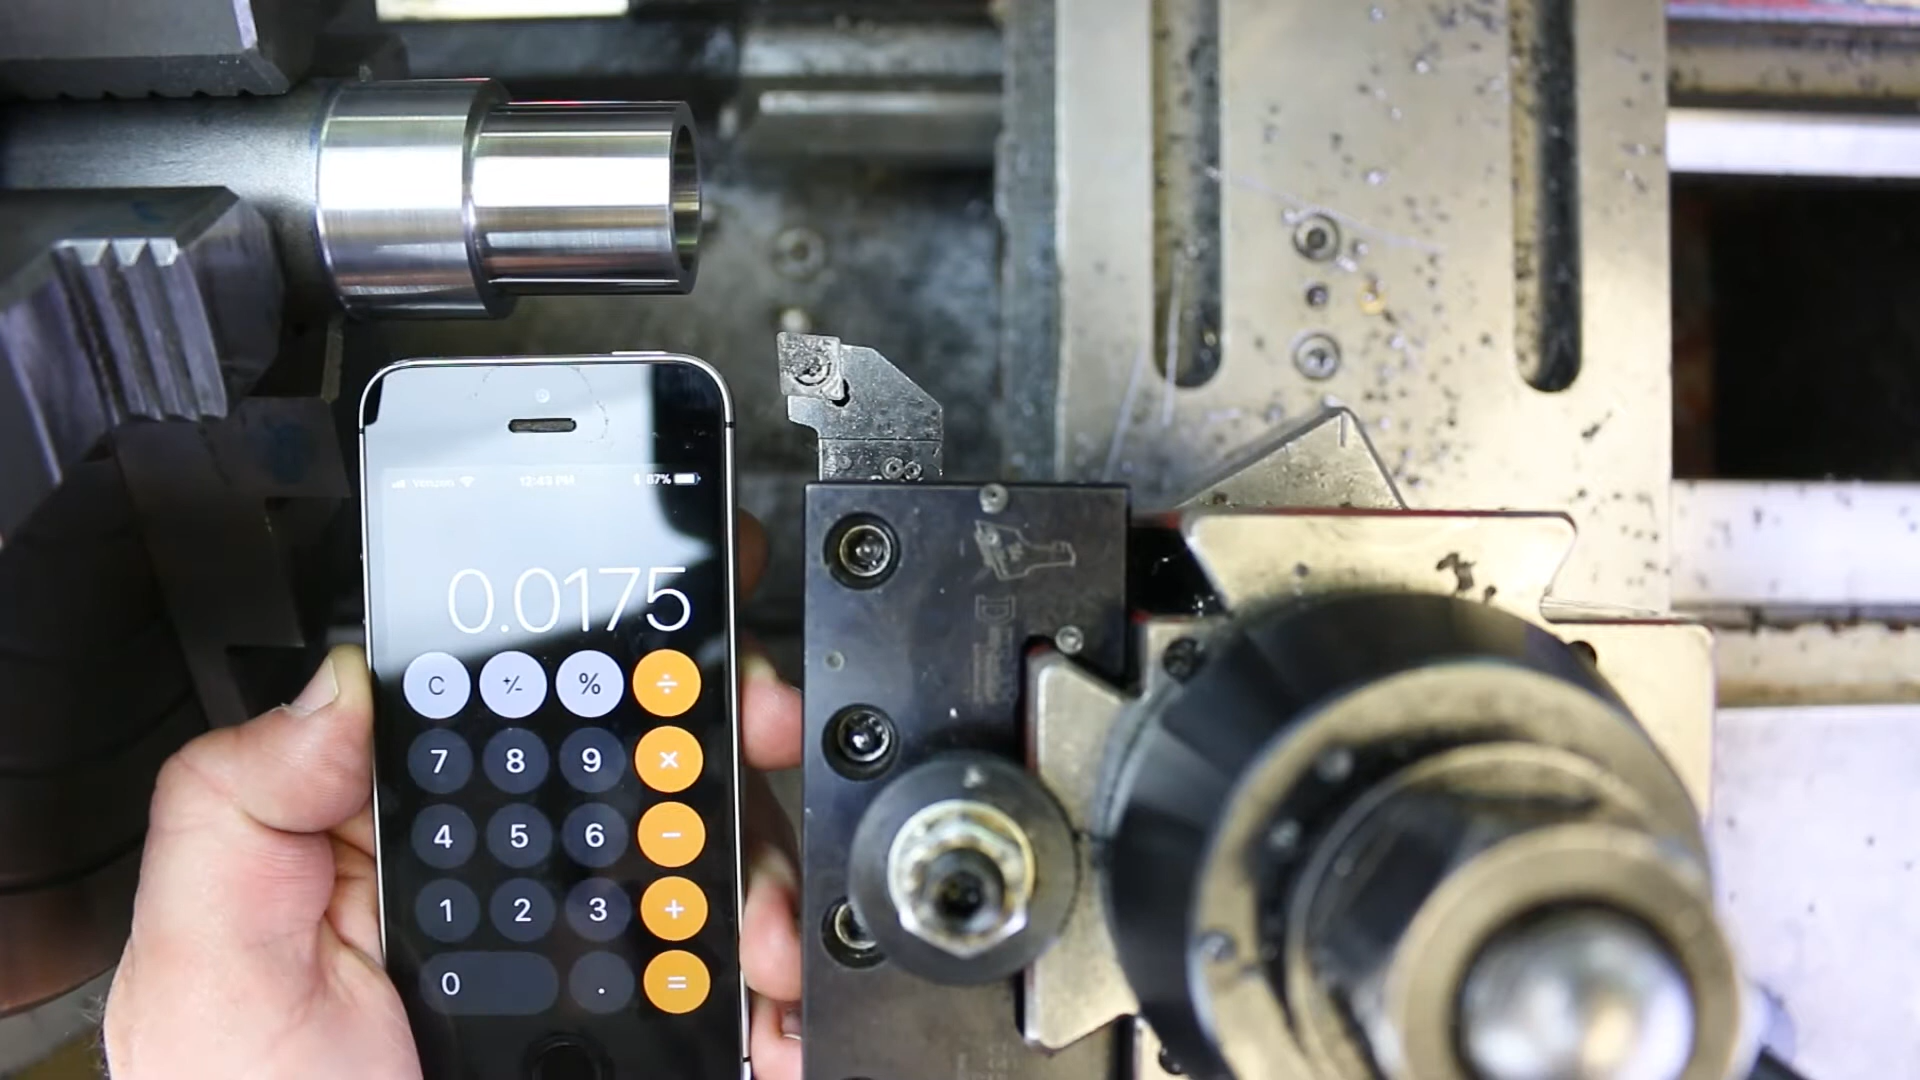 Verizon 12:43 PM 87%
0.0175
C +/- % ÷
7 8 9 ×
4 5 6 −
1 2 3 +
0 . =